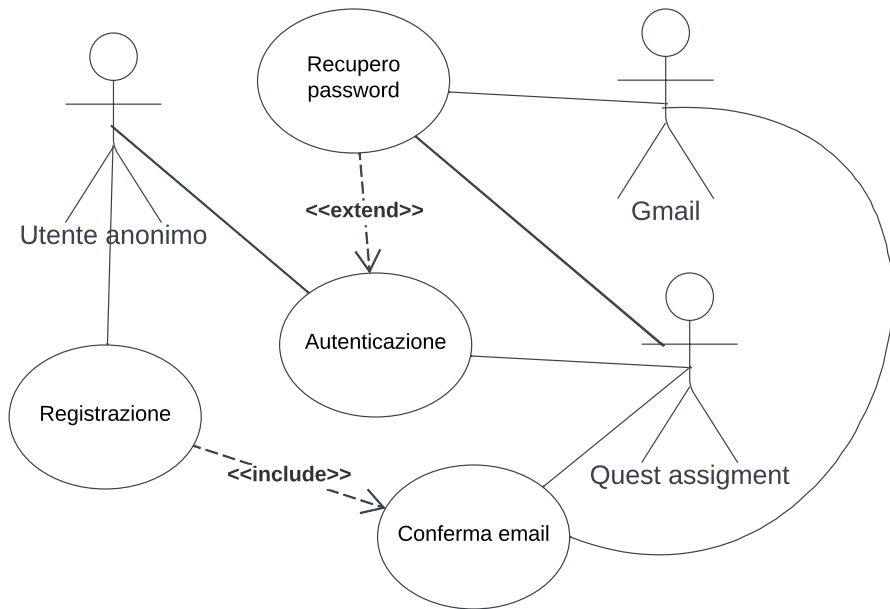 Recupero
password
<<extend>>
Gmail
Utente anonimo
Autenticazione
Registrazione
<<include>>
Quest assigment
Conferma email